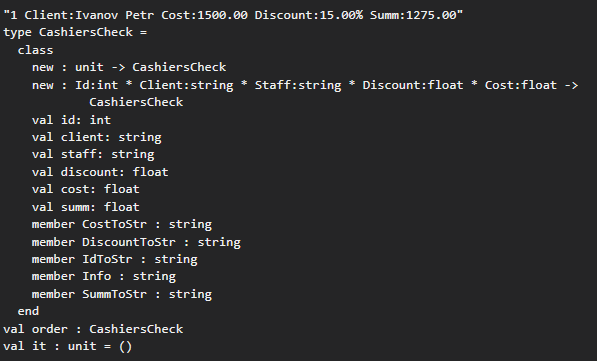 "1 Client:Ivanov Petr Cost:1500.00 Discount:15.00% Summ:1275.00"
type CashiersCheck =
  class
    new : unit -> CashiersCheck
    new : Id:int * Client:string * Staff:string * Discount:float * Cost:float ->
            CashiersCheck
    val id: int
    val client: string
    val staff: string
    val discount: float
    val cost: float
    val summ: float
    member CostToStr : string
    member DiscountToStr : string
    member IdToStr : string
    member Info : string
    member SummToStr : string
  end
val order : CashiersCheck
val it : unit = ()